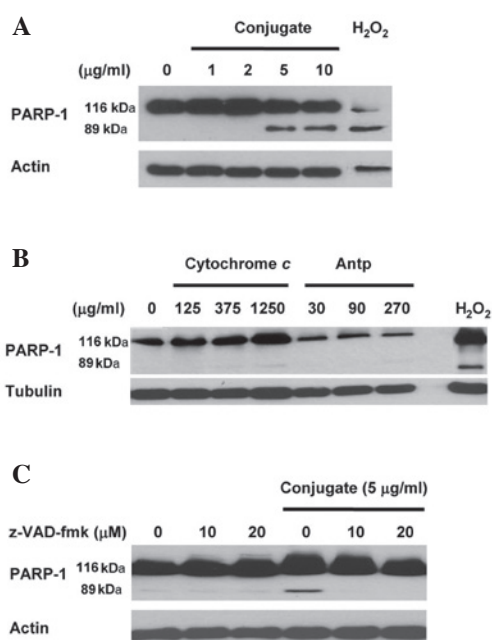 A
Conjugate H₂O₂
(µg/ml) 0 1 2 5 10
PARP-1 116 kDa
89 kDa
Actin
B
Cytochrome c Antp
(µg/ml) 0 125 375 1250 30 90 270 H₂O₂
PARP-1 116 kDa
89 kDa
Tubulin
C
Conjugate (5 µg/ml)
z-VAD-fmk (µM) 0 10 20 0 10 20
PARP-1 116 kDa
89 kDa
Actin